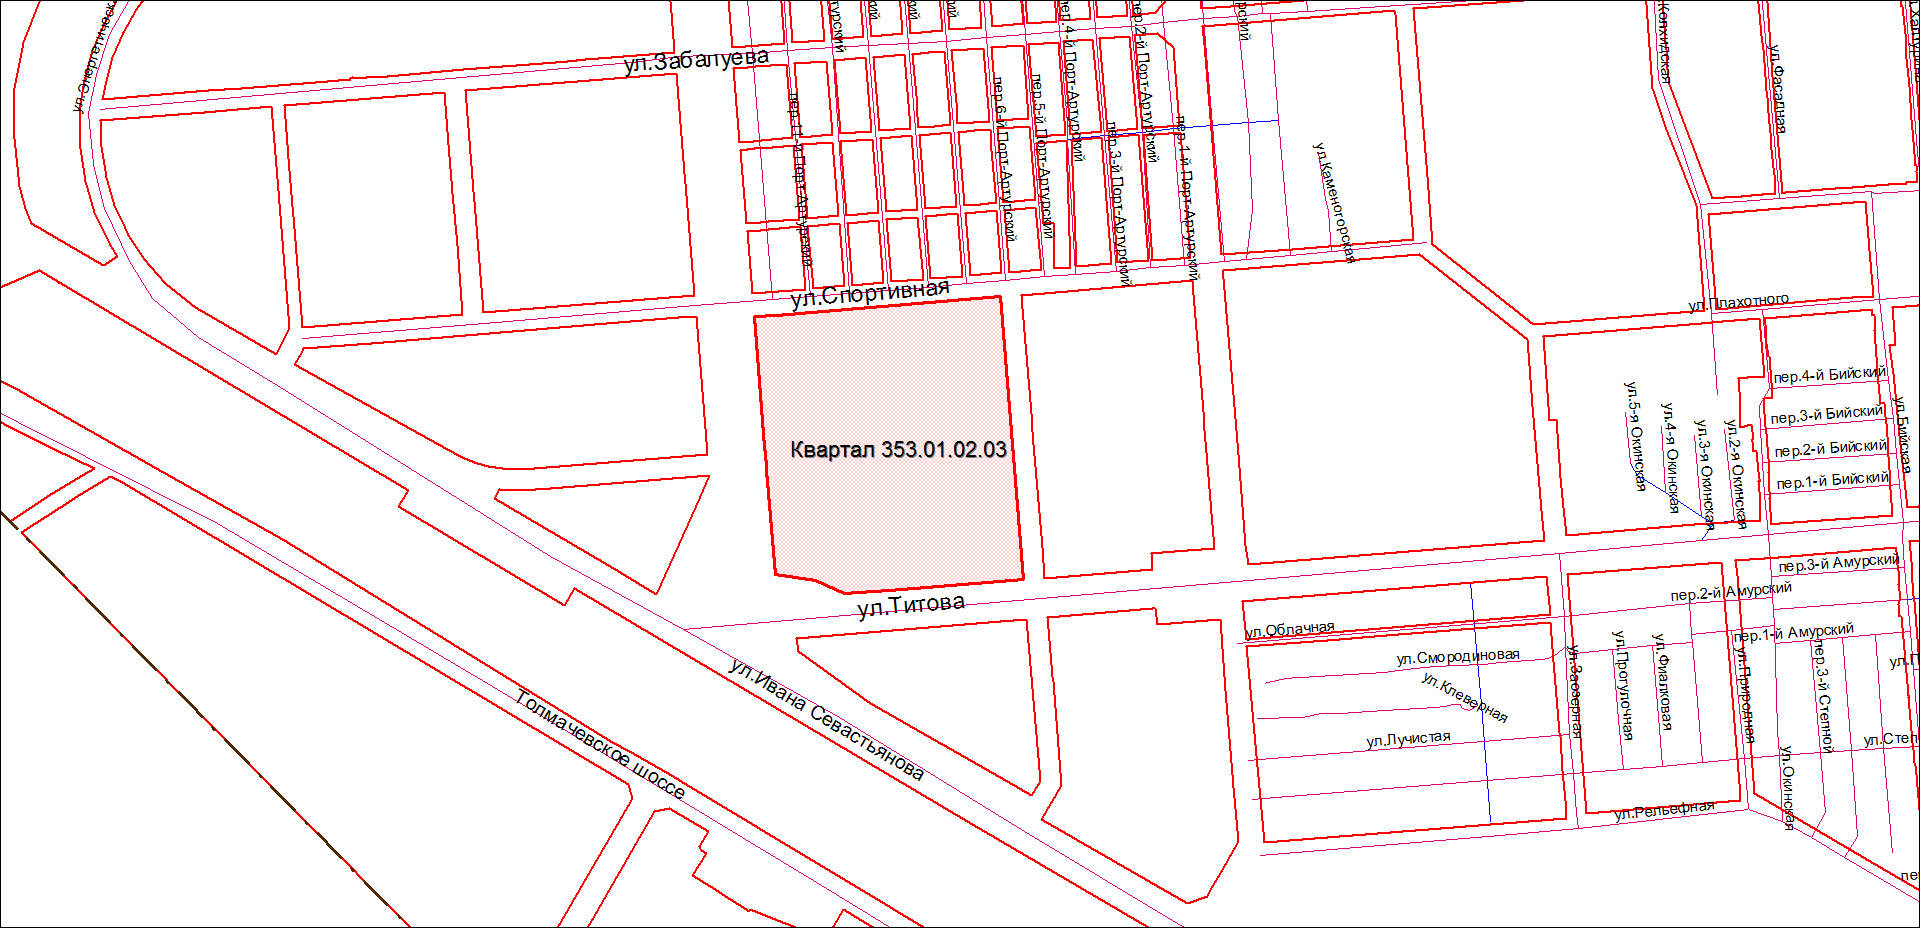 ул.Забалуева
пер.11-й Порт-Артурский
пер.6-й Порт-Артурский
пер.5-й Порт-Артурский
пер.4-й Порт-Артурский
пер.3-й Порт-Артурский
пер.2-й Порт-Артурский
пер.1-й Порт-Артурский
ул.Каменогорская
ул.Фасадная
ул.Спортивная
ул.Плахотного
Квартал 353.01.02.03
пер.4-й Бийский
пер.3-й Бийский
пер.2-й Бийский
пер.1-й Бийский
ул.Бийская
ул.5-я Окинская
ул.4-я Окинская
ул.3-я Окинская
ул.2-я Окинская
ул.Титова
пер.3-й Амурский
пер.2-й Амурский
пер.1-й Амурский
ул.Облачная
ул.Смородиновая
ул.Клеверная
ул.Лучистая
ул.Заозерная
ул.Прогулочная
ул.Фиалковая
ул.Природная
пер.3-й Степной
ул.Степ
ул.Окинская
ул.Рельефная
ул.Ивана Севастьянова
Толмачевское шоссе